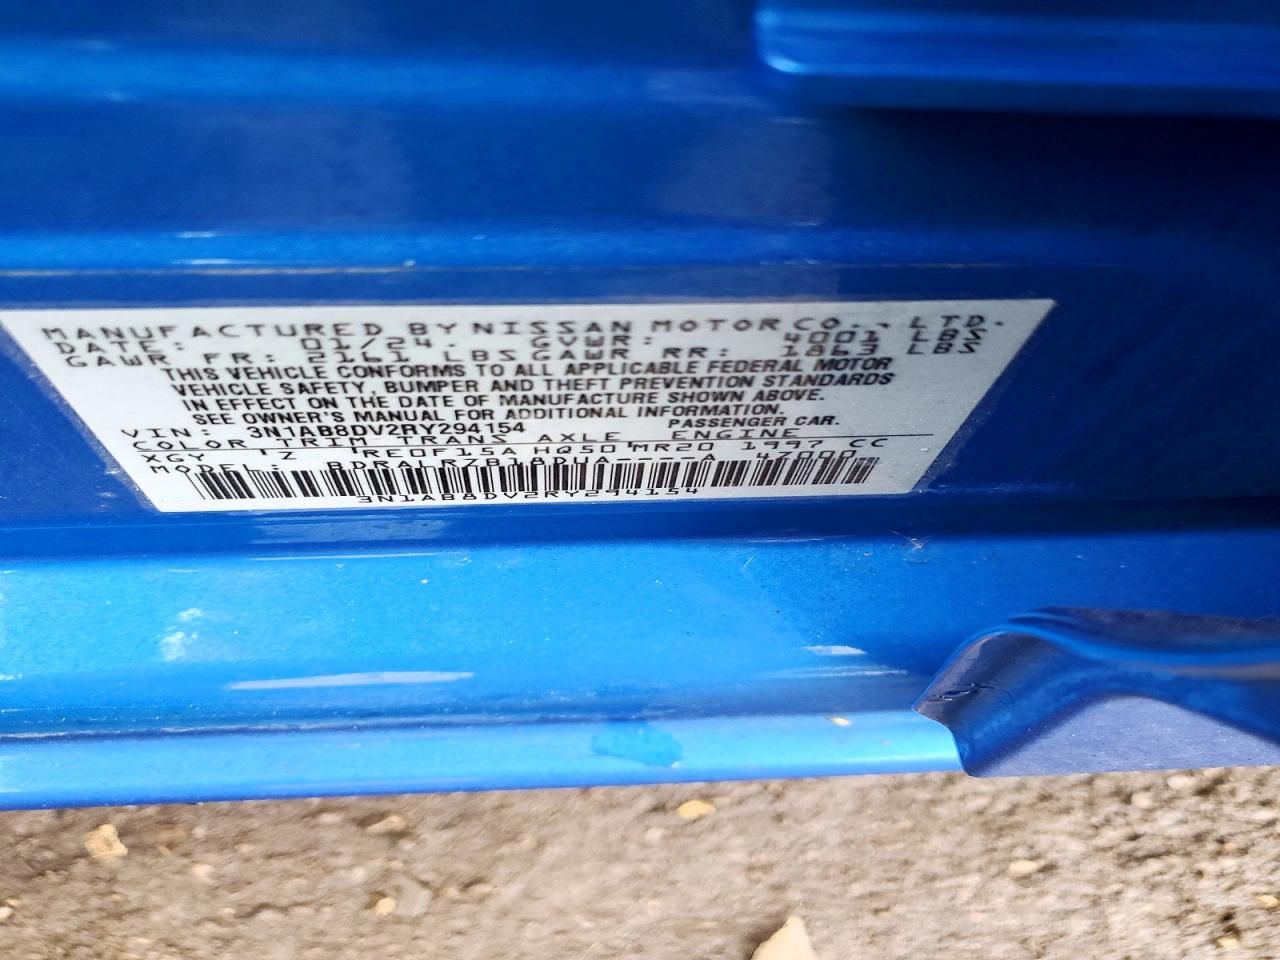 MANUFACTURED BY NISSAN MOTOR CO., LTD.
DATE: 01/24. GVWR: 4001 LBS
GAWR FR: 2161 LBS GAWR RR: 1863 LBS
THIS VEHICLE CONFORMS TO ALL APPLICABLE FEDERAL MOTOR
VEHICLE SAFETY, BUMPER AND THEFT PREVENTION STANDARDS
IN EFFECT ON THE DATE OF MANUFACTURE SHOWN ABOVE.
SEE OWNER'S MANUAL FOR ADDITIONAL INFORMATION.
VIN: 3N1AB8DV2RY294154 PASSENGER CAR.
COLOR TRIM TRANS AXLE ENGINE
XGY Z RE0F15A HQ50 MR20 1997 CC
MODEL: 47000
3N1AB8DV2RY294154